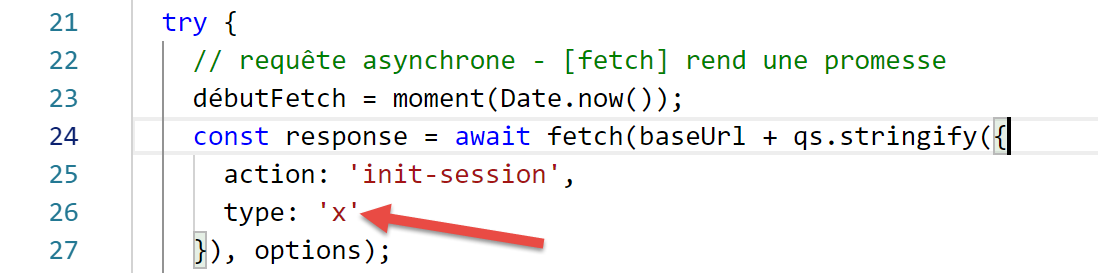 21 try {
22 // requête asynchrone - [fetch] rend une promesse
23 débutFetch = moment(Date.now());
24 const response = await fetch(baseUrl + qs.stringify({
25 action: 'init-session',
26 type: 'x'
27 }), options);